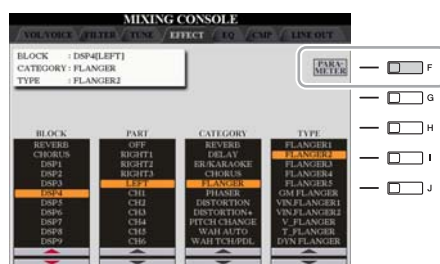 MIXING CONSOLE
VOL/VOICE FILTER TUNE EFFECT EQ CMP LINE OUT
BLOCK : DSP4[LEFT]
CATEGORY : FLANGER
TYPE : FLANGER2
PARA-
METER
F
G
H
I
J
BLOCK PART CATEGORY TYPE
REVERB OFF REVERB FLANGER1
CHORUS RIGHT1 DELAY FLANGER2
DSP1 RIGHT2 ER/KARAOKE FLANGER3
DSP2 RIGHT3 CHORUS FLANGER4
DSP3 LEFT FLANGER FLANGER5
DSP4 CH1 PHASER GM FLANGER
DSP5 CH2 DISTORTION VIN.FLANGER1
DSP6 CH3 DISTORTION+ VIN.FLANGER2
DSP7 CH4 PITCH CHANGE V_FLANGER
DSP8 CH5 WAH AUTO T_FLANGER
DSP9 CH6 WAH TCH/PDL DYN FLANGER